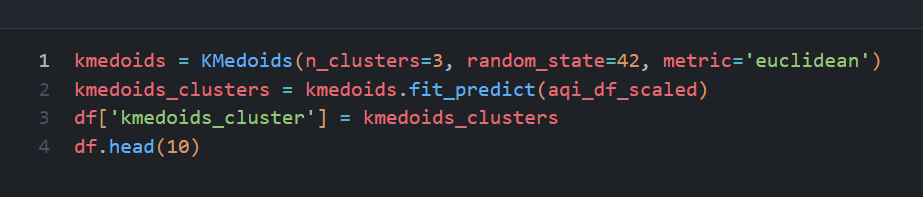 1 kmedoids = KMedoids(n_clusters=3, random_state=42, metric='euclidean')
2 kmedoids_clusters = kmedoids.fit_predict(aqi_df_scaled)
3 df['kmedoids_cluster'] = kmedoids_clusters
4 df.head(10)